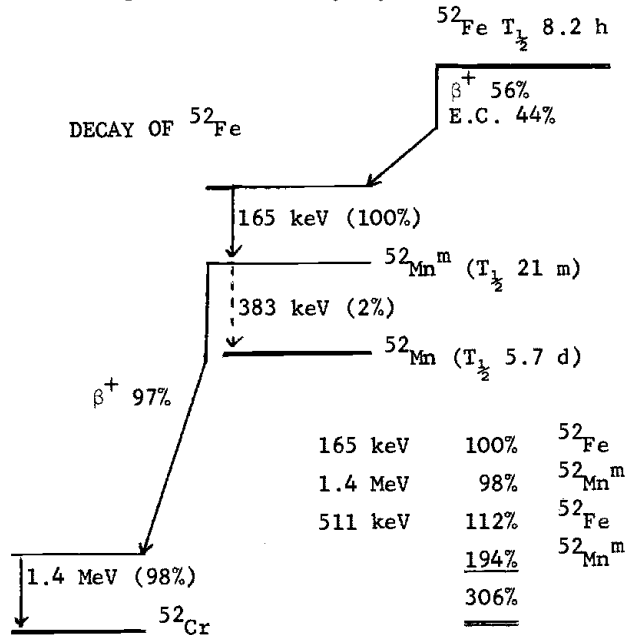 ⁵²Fe T½ 8.2 h
β⁺ 56%
E.C. 44%
DECAY OF ⁵²Fe
165 keV (100%)
⁵²Mnᵐ (T½ 21 m)
383 keV (2%)
⁵²Mn (T½ 5.7 d)
β⁺ 97%
165 keV 100% ⁵²Fe
1.4 MeV 98% ⁵²Mnᵐ
511 keV 112% ⁵²Fe
194% ⁵²Mnᵐ
306%
1.4 MeV (98%)
⁵²Cr